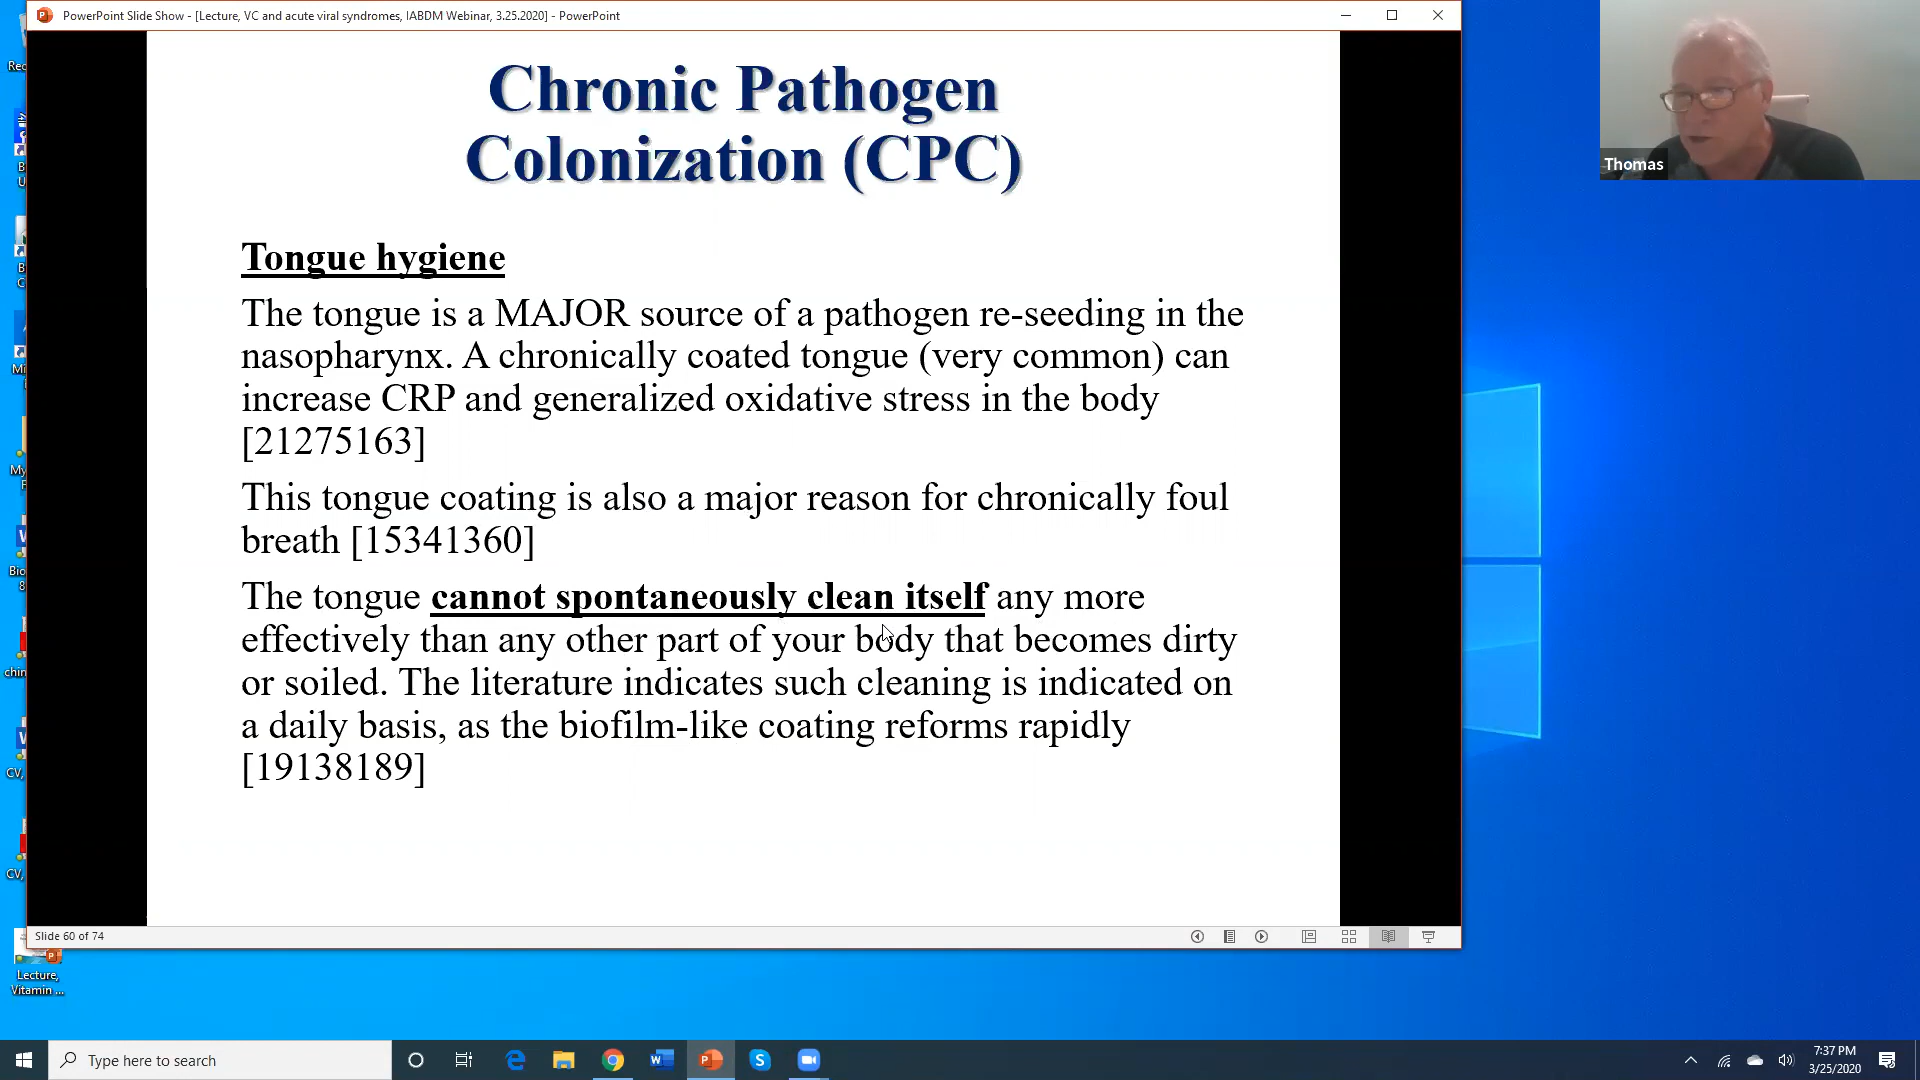 PowerPoint Slide Show - [Lecture, VC and acute viral syndromes, IABDM Webinar, 3.25.2020] - PowerPoint
Thomas
Chronic Pathogen
Colonization (CPC)
Tongue hygiene
The tongue is a MAJOR source of a pathogen re-seeding in the
nasopharynx. A chronically coated tongue (very common) can
increase CRP and generalized oxidative stress in the body
[21275163]
This tongue coating is also a major reason for chronically foul
breath [15341360]
The tongue cannot spontaneously clean itself any more
effectively than any other part of your body that becomes dirty
or soiled. The literature indicates such cleaning is indicated on
a daily basis, as the biofilm-like coating reforms rapidly
[19138189]
Slide 60 of 74
Lecture,
Vitamin ...
Type here to search
7:37 PM
3/25/2020